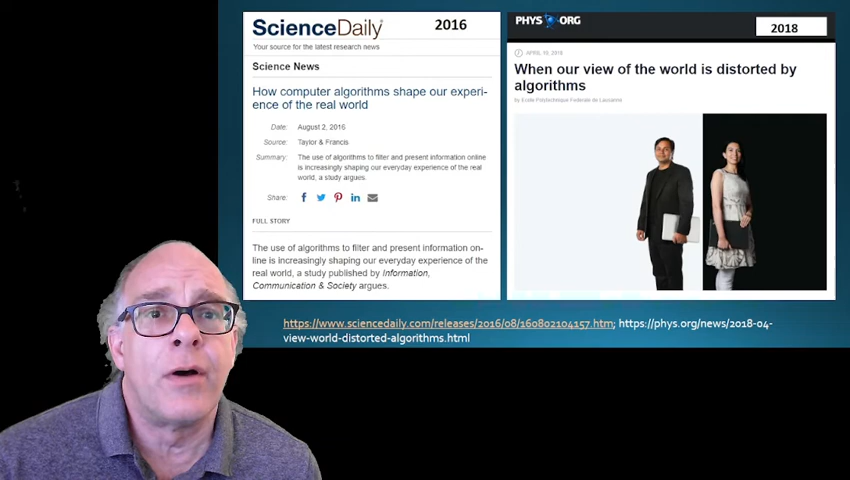 ScienceDaily®
2016
Your source for the latest research news
Science News
How computer algorithms shape our experi-
ence of the real world
Date: August 2, 2016
Source: Taylor & Francis
Summary: The use of algorithms to filter and present information online
is increasingly shaping our everyday experience of the real
world, a study argues.
Share:
FULL STORY
The use of algorithms to filter and present information on-
line is increasingly shaping our everyday experience of the
real world, a study published by Information,
Communication & Society argues.
PHYS ORG
2018
APRIL 10, 2018
When our view of the world is distorted by
algorithms
by Ecole Polytechnique Federale de Lausanne
https://www.sciencedaily.com/releases/2016/08/160802104157.htm; https://phys.org/news/2018-04-
view-world-distorted-algorithms.html